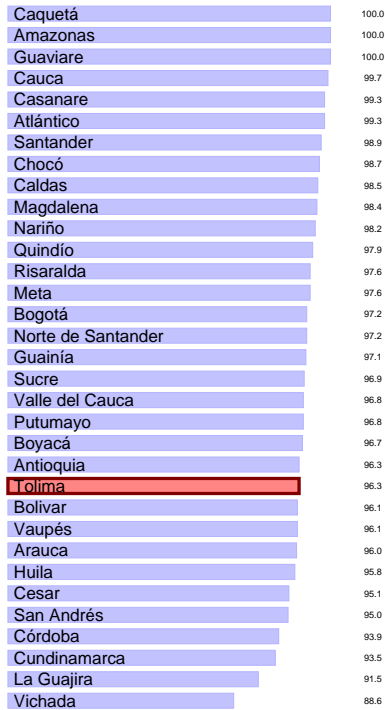 Caquetá 100.0
Amazonas 100.0
Guaviare 100.0
Cauca 99.7
Casanare 99.3
Atlántico 99.3
Santander 98.9
Chocó 98.7
Caldas 98.5
Magdalena 98.4
Nariño 98.2
Quindío 97.9
Risaralda 97.6
Meta 97.6
Bogotá 97.2
Norte de Santander 97.2
Guainía 97.1
Sucre 96.9
Valle del Cauca 96.8
Putumayo 96.8
Boyacá 96.7
Antioquia 96.3
Tolima 96.3
Bolivar 96.1
Vaupés 96.1
Arauca 96.0
Huila 95.8
Cesar 95.1
San Andrés 95.0
Córdoba 93.9
Cundinamarca 93.5
La Guajira 91.5
Vichada 88.6